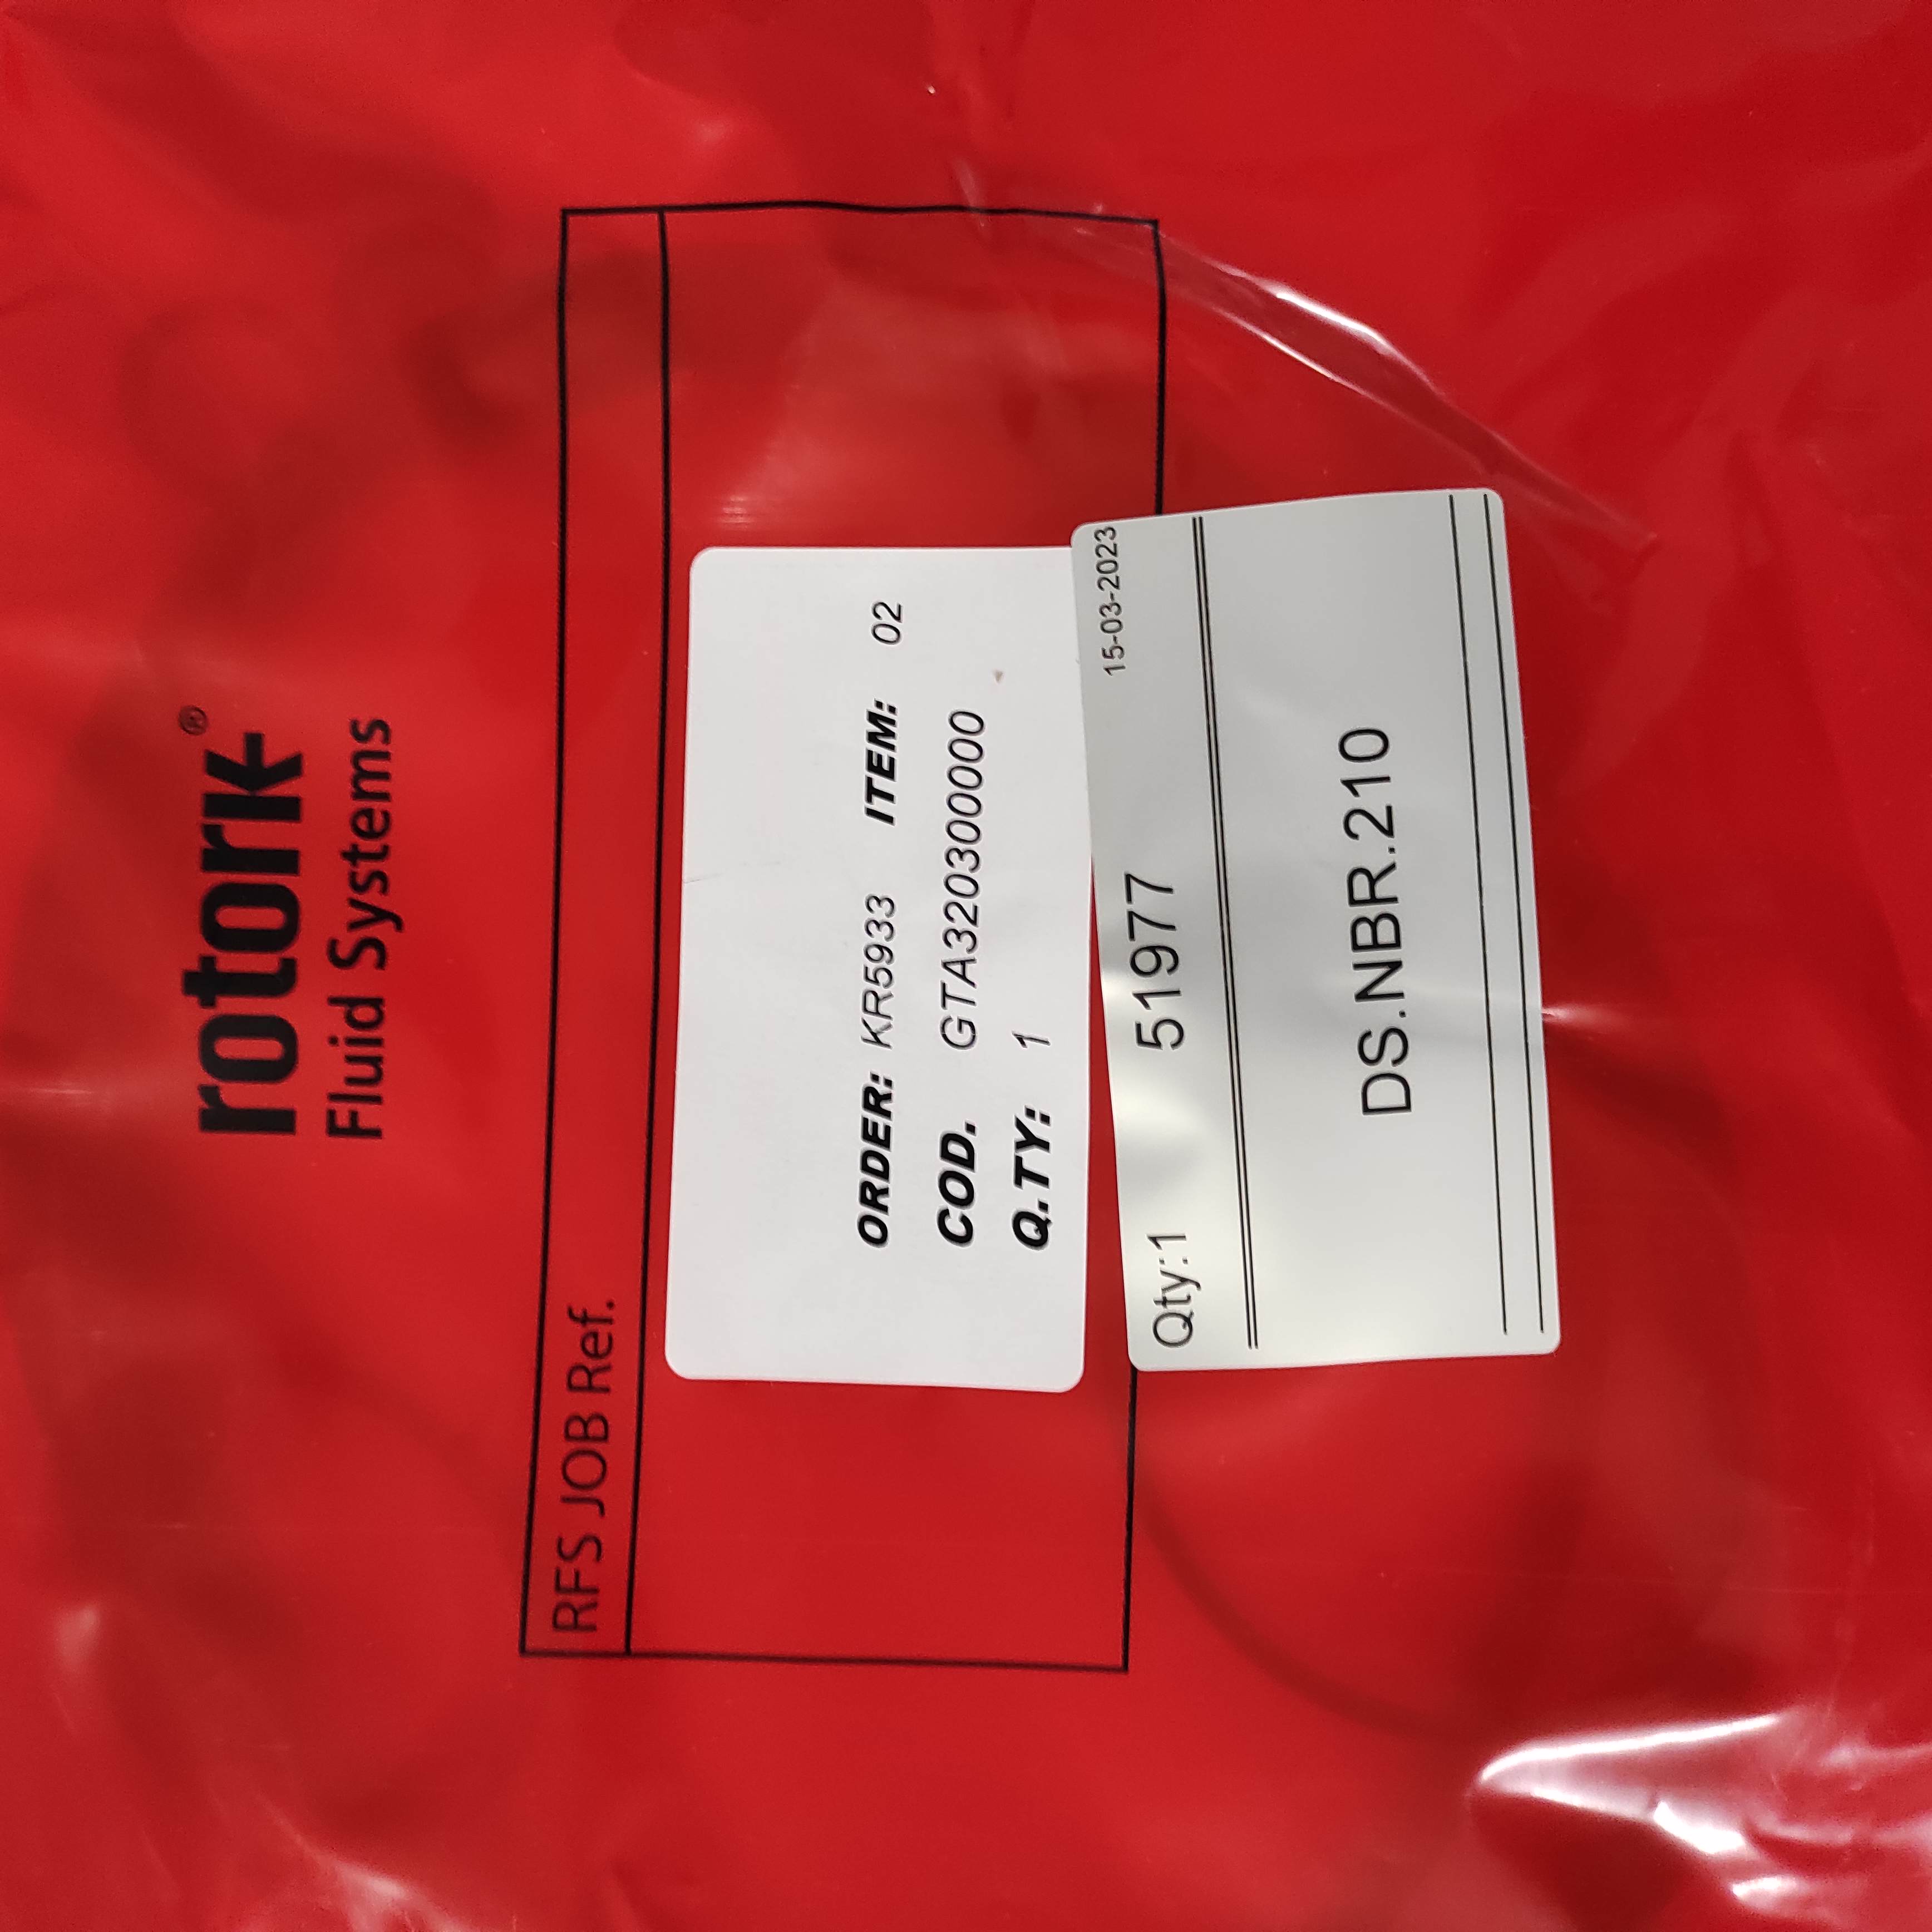 rotork®
Fluid Systems
RFS JOB Ref.
ORDER: KR5933 ITEM: 02
COD. GTA320300000
Q.TY: 1
15-03-2023
Qty:1 51977
DS.NBR.210